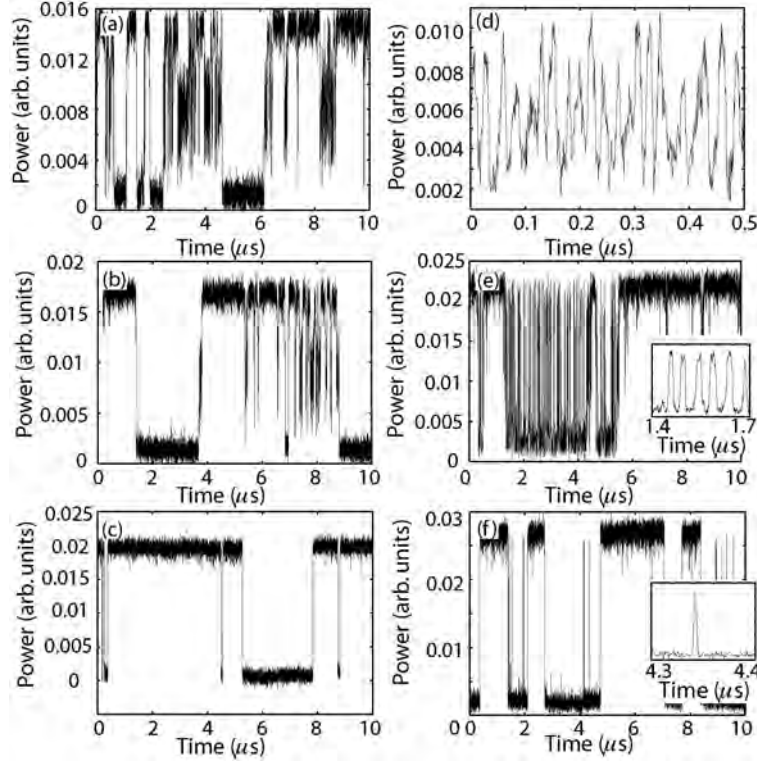 (a)
Power (arb. units)
0.016
0.012
0.008
0.004
0
0 2 4 6 8 10
Time (μs)
(d)
Power (arb. units)
0.010
0.008
0.006
0.004
0.002
0 0.1 0.2 0.3 0.4 0.5
Time (μs)
(b)
Power (arb. units)
0.02
0.015
0.01
0.005
0
0 2 4 6 8 10
Time (μs)
(e)
Power (arb. units)
0.025
0.02
0.015
0.01
0.005
0
0 2 4 6 8 10
Time (μs)
1.4 1.7
Time (μs)
(c)
Power (arb. units)
0.025
0.02
0.015
0.01
0.005
0
0 2 4 6 8 10
Time (μs)
(f)
Power (arb. units)
0.03
0.02
0.01
0
0 2 4 6 8 10
Time (μs)
4.3 4.4
Time (μs)